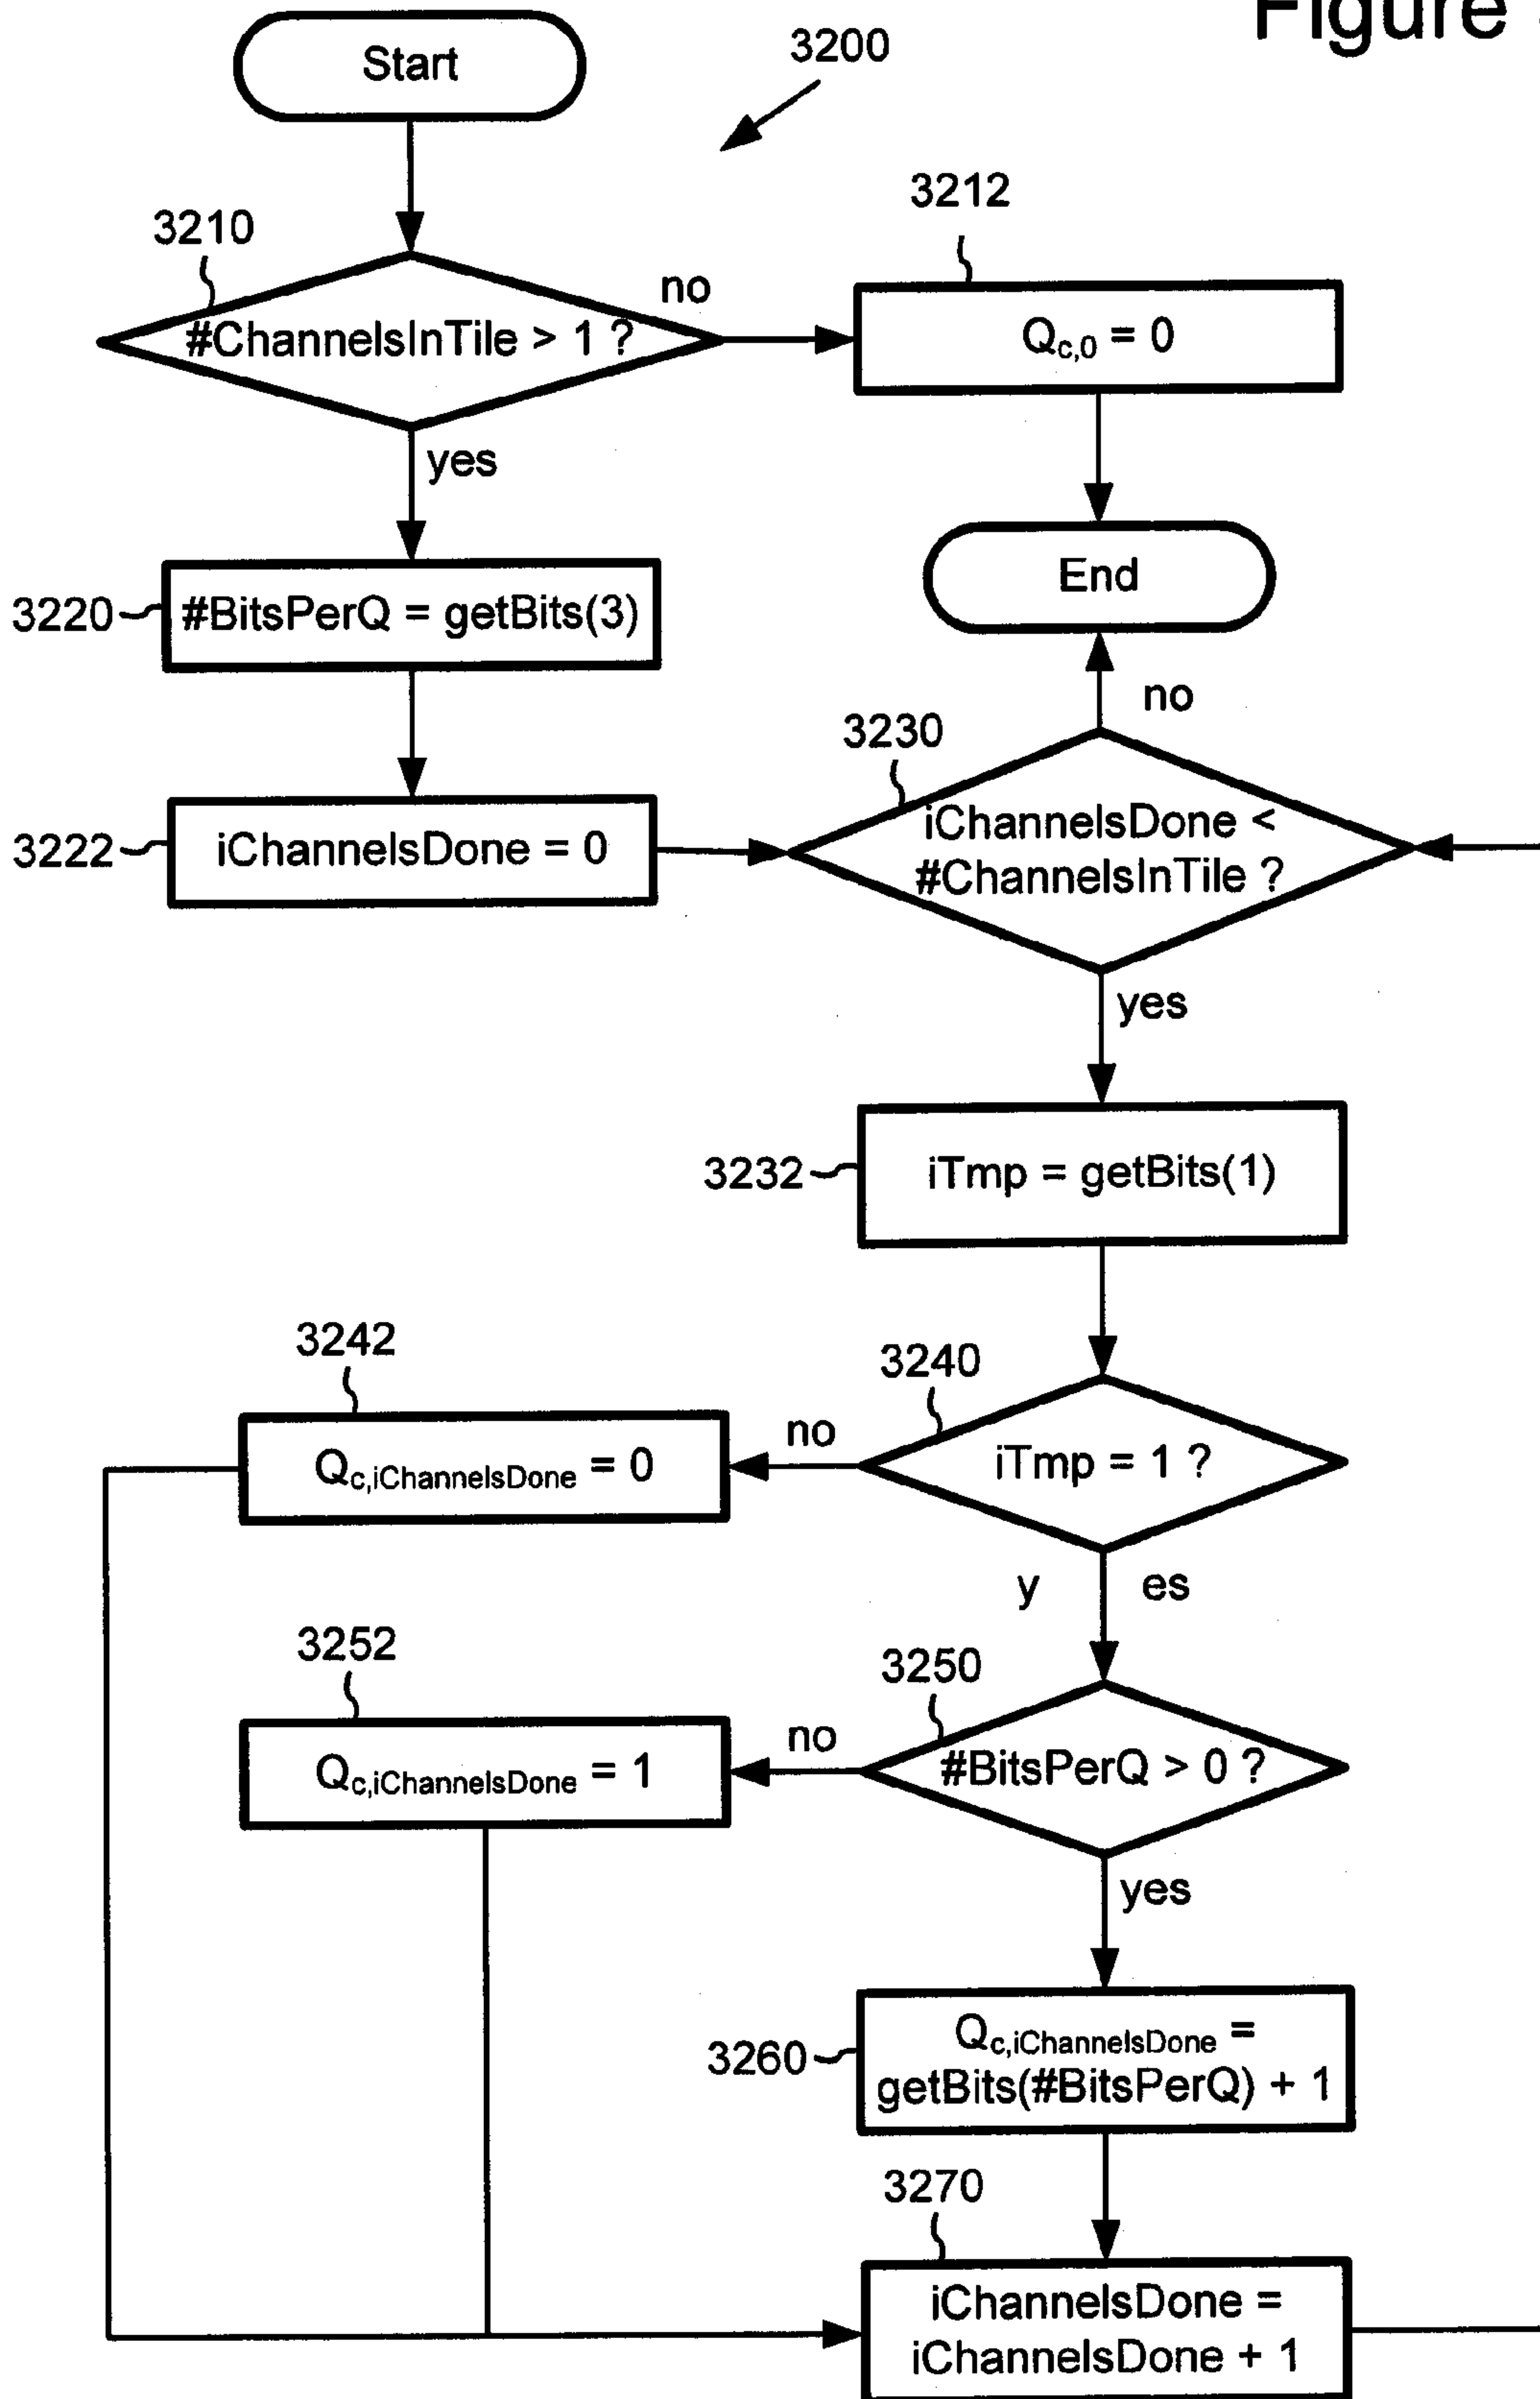 Figure
Start
3200
3210
#ChannelsInTile > 1 ?
no
3212
Qc,0 = 0
yes
End
3220
#BitsPerQ = getBits(3)
no
3222
iChannelsDone = 0
3230
iChannelsDone <
#ChannelsInTile ?
yes
3232
iTmp = getBits(1)
3242
Qc,iChannelsDone = 0
no
3240
iTmp = 1 ?
y es
3252
Qc,iChannelsDone = 1
no
3250
#BitsPerQ > 0 ?
yes
3260
Qc,iChannelsDone =
getBits(#BitsPerQ) + 1
3270
iChannelsDone =
iChannelsDone + 1